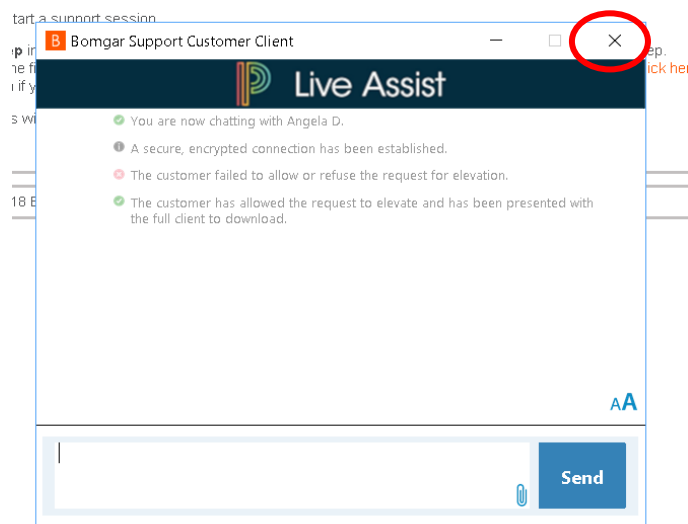 tart a support session
B Bomgar Support Customer Client
ep in
ep.
he fi
ick her
Live Assist
if y
You are now chatting with Angela D.
s wi
A secure, encrypted connection has been established.
The customer failed to allow or refuse the request for elevation.
18
The customer has allowed the request to elevate and has been presented with
the full client to download.
AA
Send